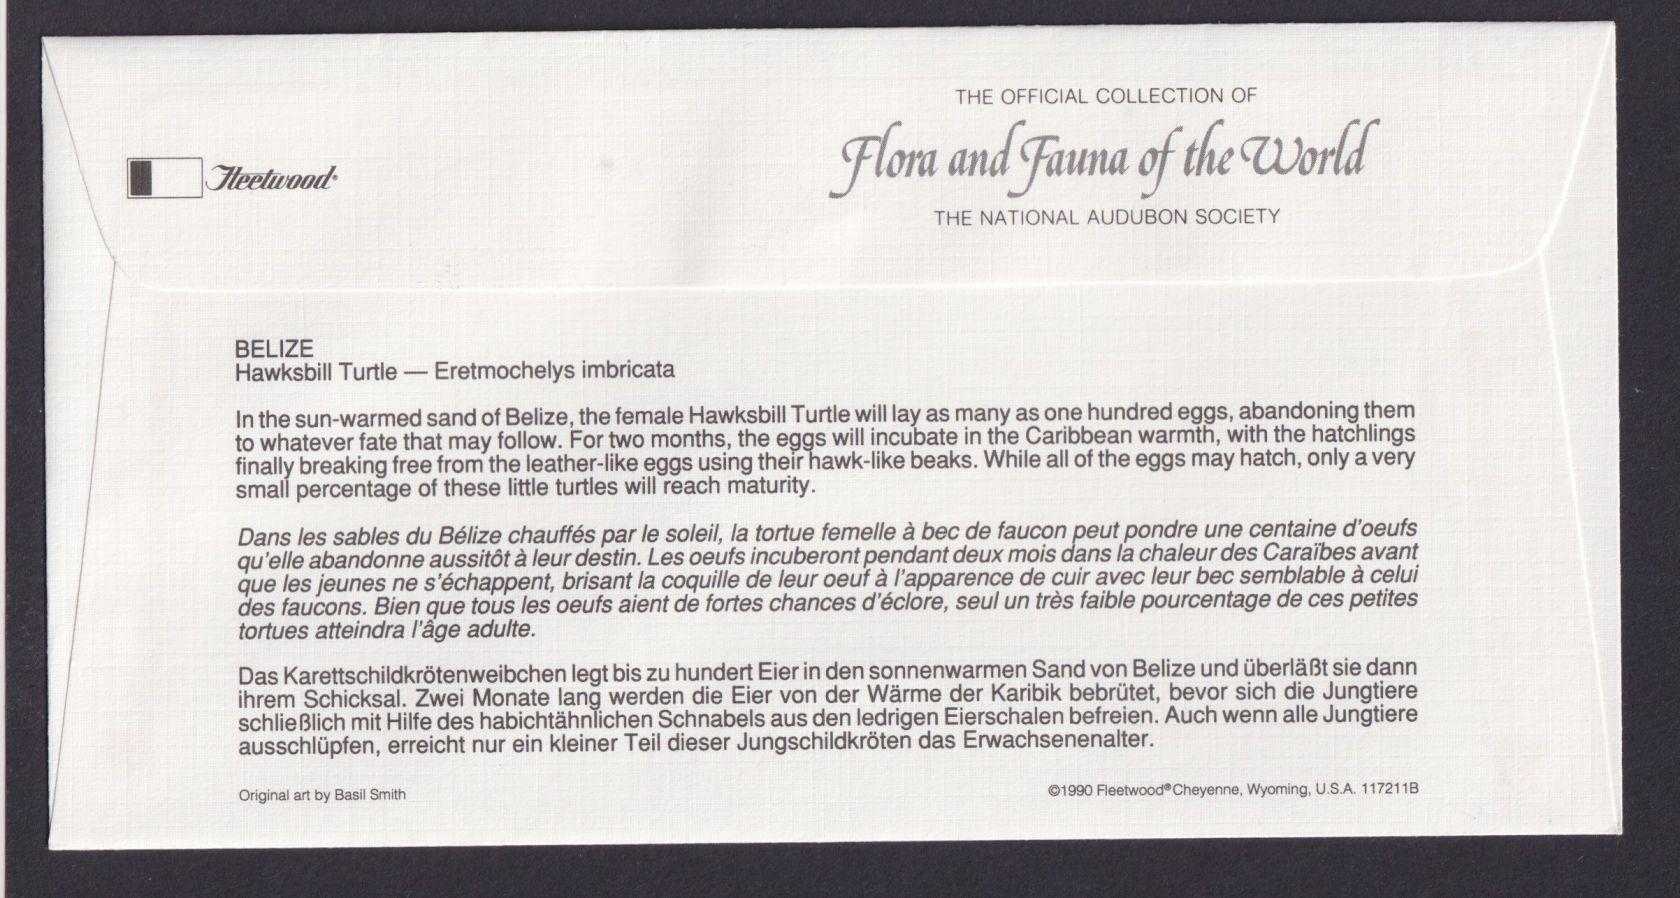 THE OFFICIAL COLLECTION OF
Flora and Fauna of the World
THE NATIONAL AUDUBON SOCIETY
Fleetwood®
BELIZE
Hawksbill Turtle — Eretmochelys imbricata
In the sun-warmed sand of Belize, the female Hawksbill Turtle will lay as many as one hundred eggs, abandoning them
to whatever fate that may follow. For two months, the eggs will incubate in the Caribbean warmth, with the hatchlings
finally breaking free from the leather-like eggs using their hawk-like beaks. While all of the eggs may hatch, only a very
small percentage of these little turtles will reach maturity.
Dans les sables du Bélize chauffés par le soleil, la tortue femelle à bec de faucon peut pondre une centaine d'oeufs
qu'elle abandonne aussitôt à leur destin. Les oeufs incuberont pendant deux mois dans la chaleur des Caraïbes avant
que les jeunes ne s'échappent, brisant la coquille de leur oeuf à l'apparence de cuir avec leur bec semblable à celui
des faucons. Bien que tous les oeufs aient de fortes chances d'éclore, seul un très faible pourcentage de ces petites
tortues atteindra l'âge adulte.
Das Karettschildkrötenweibchen legt bis zu hundert Eier in den sonnenwarmen Sand von Belize und überläßt sie dann
ihrem Schicksal. Zwei Monate lang werden die Eier von der Wärme der Karibik bebrütet, bevor sich die Jungtiere
schließlich mit Hilfe des habichtähnlichen Schnabels aus den ledrigen Eierschalen befreien. Auch wenn alle Jungtiere
ausschlüpfen, erreicht nur ein kleiner Teil dieser Jungschildkröten das Erwachsenenalter.
Original art by Basil Smith
©1990 Fleetwood® Cheyenne, Wyoming, U.S.A. 117211B